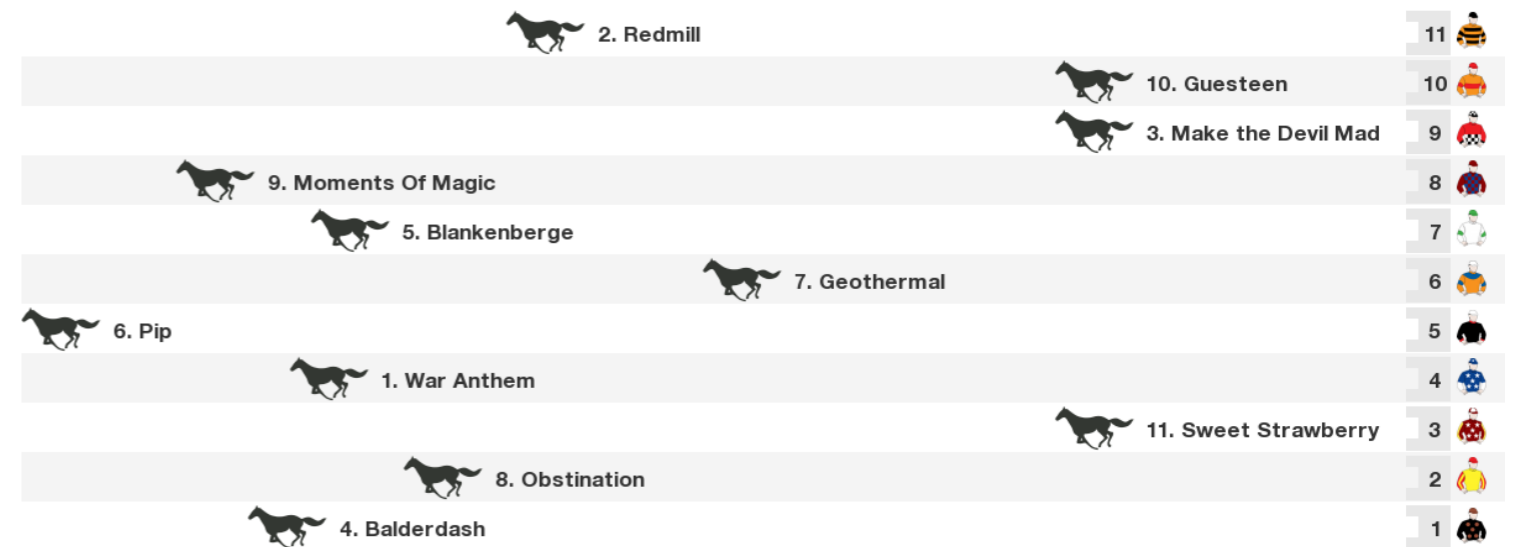 2. Redmill 11
10. Guesteen 10
3. Make the Devil Mad 9
9. Moments Of Magic 8
5. Blankenberge 7
7. Geothermal 6
6. Pip 5
1. War Anthem 4
11. Sweet Strawberry 3
8. Obstination 2
4. Balderdash 1